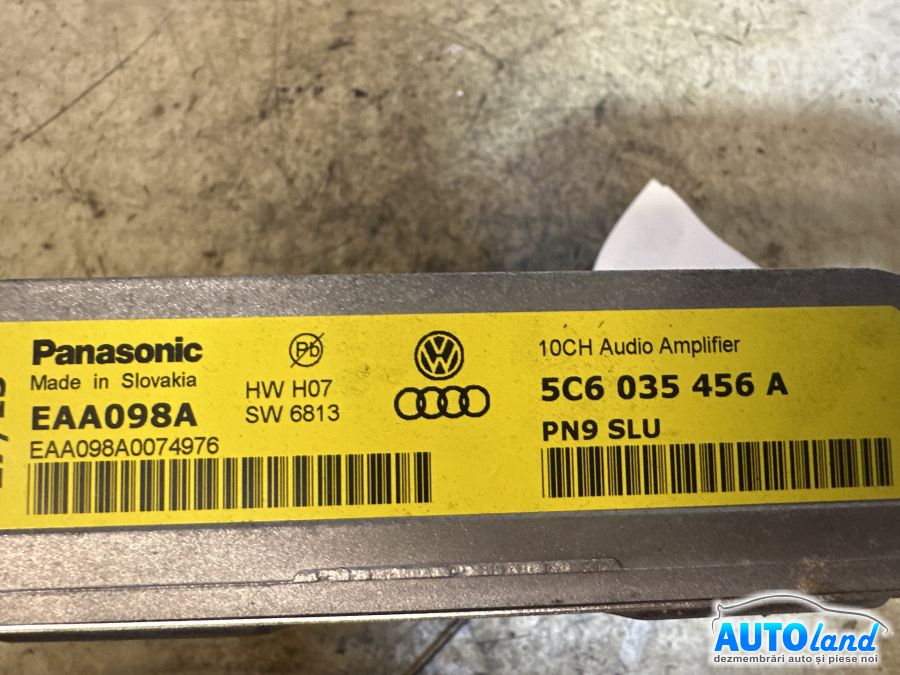 Panasonic
Made in Slovakia
EAA098A
EAA098A0074976
Pb
HW H07
SW 6813
10CH Audio Amplifier
5C6 035 456 A
PN9 SLU
AUTOland
dezmembrări auto și piese noi